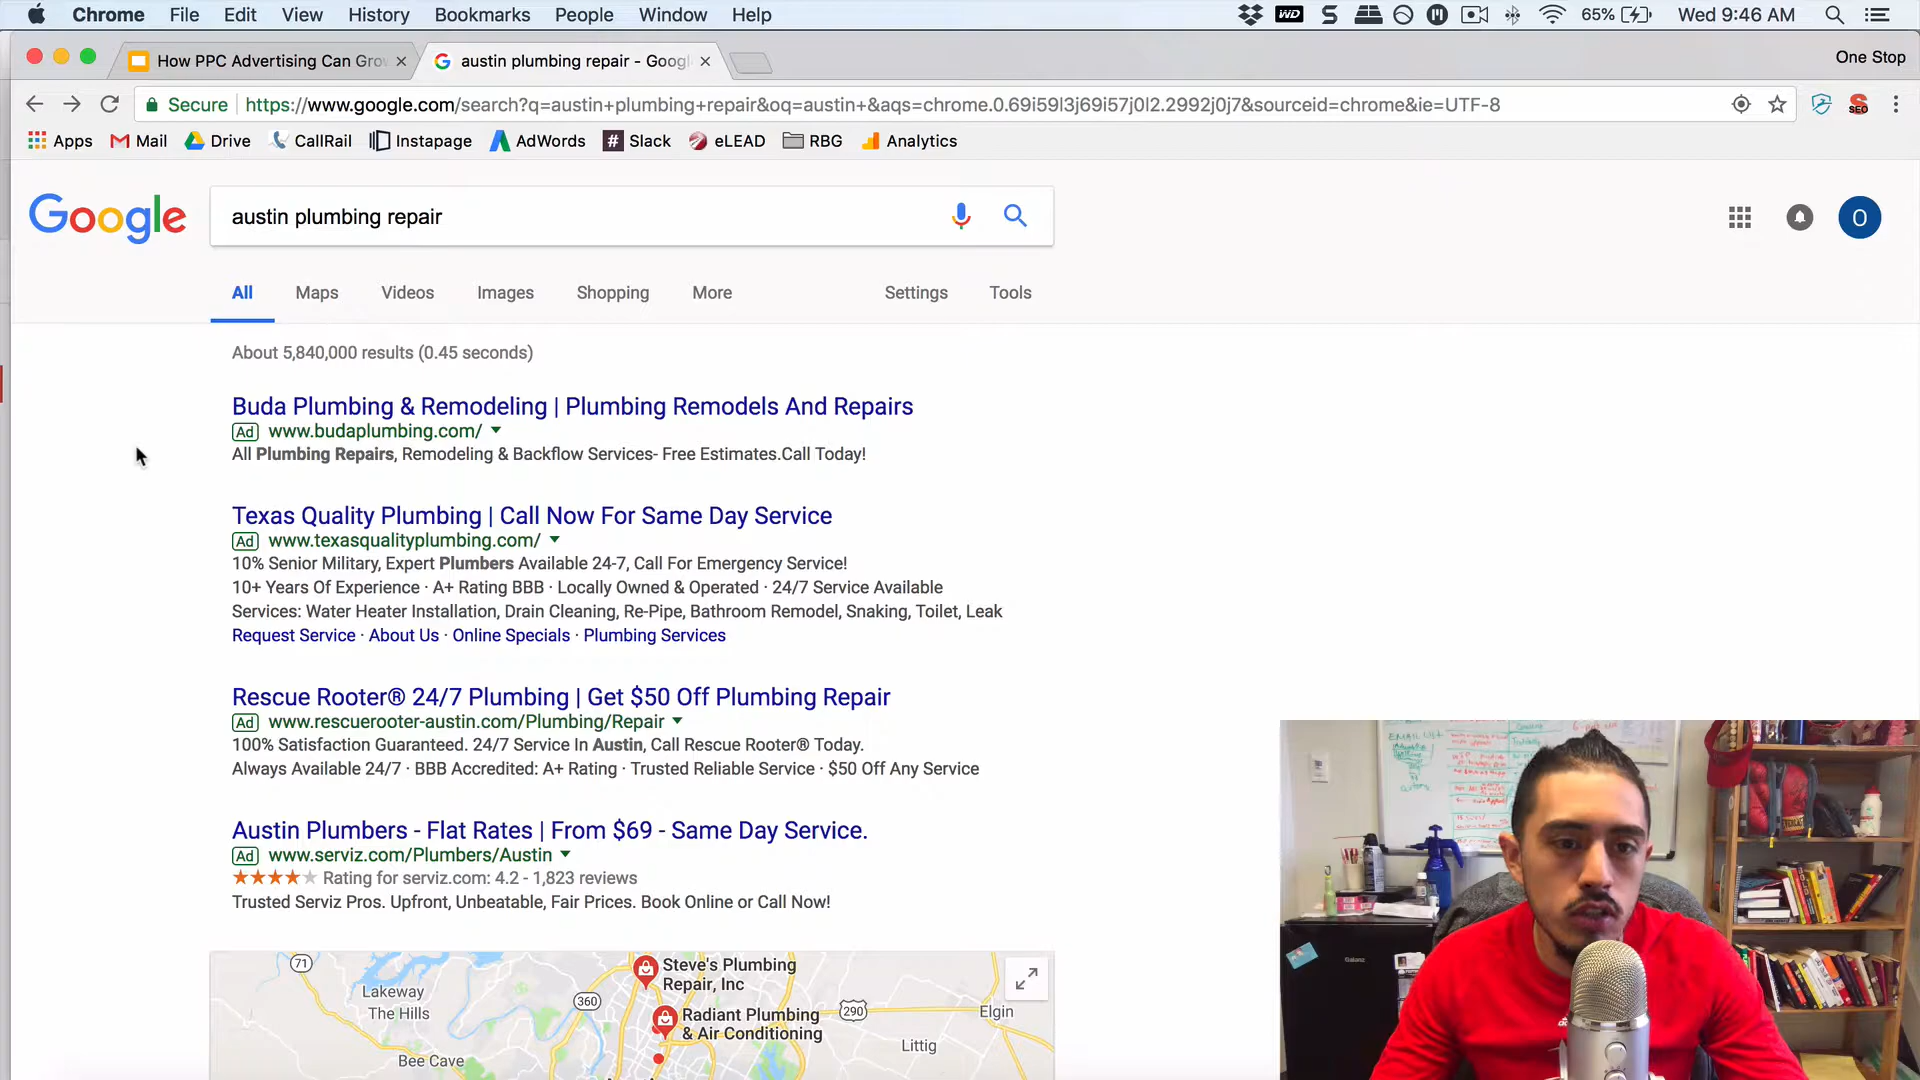 Chrome File Edit View History Bookmarks People Window Help
WD 65% Wed 9:46 AM
How PPC Advertising Can Gro
austin plumbing repair - Googl
One Stop
Secure https://www.google.com/search?q=austin+plumbing+repair&oq=austin+&aqs=chrome.0.69i59l3j69i57j0l2.2992j0j7&sourceid=chrome&ie=UTF-8
SEO
Apps Mail Drive CallRail Instapage AdWords Slack eLEAD RBG Analytics
Google
austin plumbing repair
O
All Maps Videos Images Shopping More Settings Tools
About 5,840,000 results (0.45 seconds)
Buda Plumbing & Remodeling | Plumbing Remodels And Repairs
Ad www.budaplumbing.com/
All Plumbing Repairs, Remodeling & Backflow Services- Free Estimates.Call Today!
Texas Quality Plumbing | Call Now For Same Day Service
Ad www.texasqualityplumbing.com/
10% Senior Military, Expert Plumbers Available 24-7, Call For Emergency Service!
10+ Years Of Experience · A+ Rating BBB · Locally Owned & Operated · 24/7 Service Available
Services: Water Heater Installation, Drain Cleaning, Re-Pipe, Bathroom Remodel, Snaking, Toilet, Leak
Request Service · About Us · Online Specials · Plumbing Services
Rescue Rooter® 24/7 Plumbing | Get $50 Off Plumbing Repair
Ad www.rescuerooter-austin.com/Plumbing/Repair
100% Satisfaction Guaranteed. 24/7 Service In Austin, Call Rescue Rooter® Today.
Always Available 24/7 · BBB Accredited: A+ Rating · Trusted Reliable Service · $50 Off Any Service
Austin Plumbers - Flat Rates | From $69 - Same Day Service.
Ad www.serviz.com/Plumbers/Austin
Rating for serviz.com: 4.2 - 1,823 reviews
Trusted Serviz Pros. Upfront, Unbeatable, Fair Prices. Book Online or Call Now!
71
Steve's Plumbing
Repair, Inc
Lakeway
The Hills
360
290
Elgin
Radiant Plumbing
& Air Conditioning
Littig
Bee Cave
EMAIL LIST